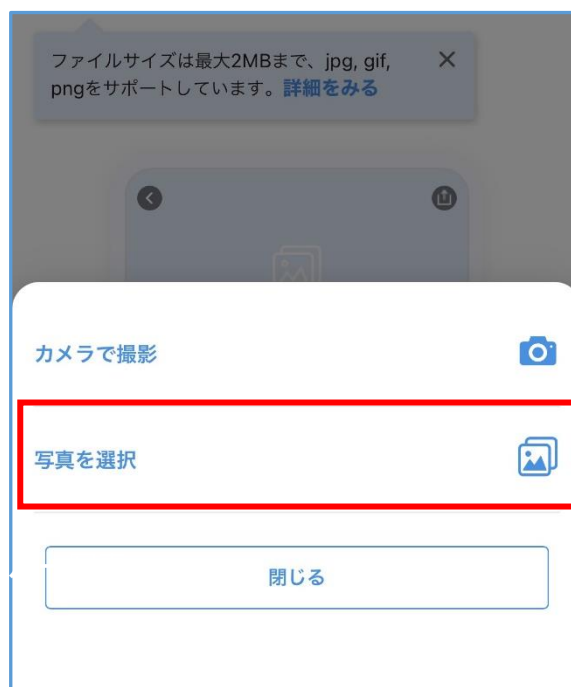 ファイルサイズは最大2MBまで、jpg, gif,
pngをサポートしています。詳細をみる
カメラで撮影
写真を選択
閉じる